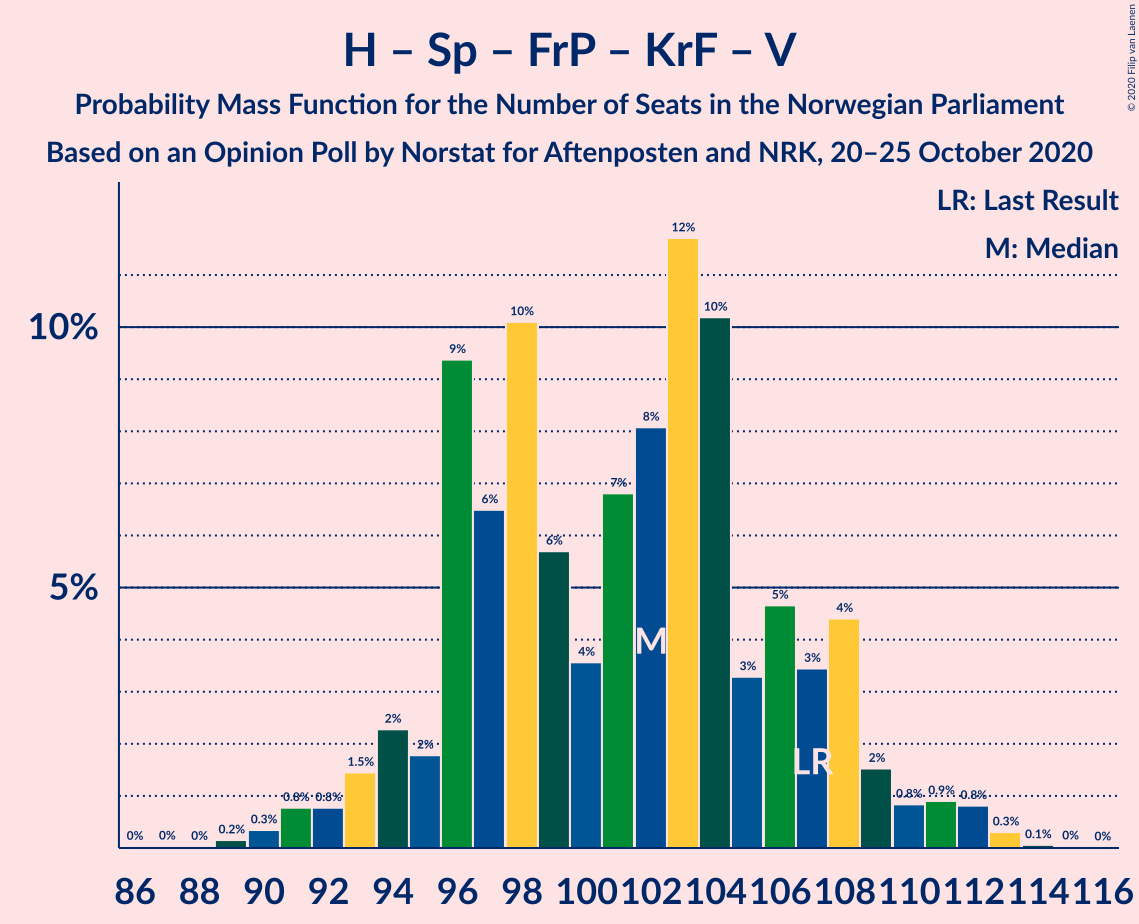 H – Sp – FrP – KrF – V
Probability Mass Function for the Number of Seats in the Norwegian Parliament
Based on an Opinion Poll by Norstat for Aftenposten and NRK, 20–25 October 2020
© 2020 Filip van Laenen
LR: Last Result
M: Median
10%
5%
0% 0% 0% 0.2% 0.3% 0.8% 0.8% 1.5% 2% 2% 9% 6% 10% 6% 4% 7% 8% 12% 10% 3% 5% 3% 4% 2% 0.8% 0.9% 0.8% 0.3% 0.1% 0% 0%
M
LR
86 88 90 92 94 96 98 100 102 104 106 108 110 112 114 116